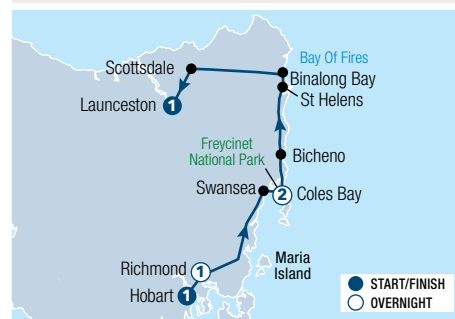 Bay Of Fires
Scottsdale
Binalong Bay
St Helens
Launceston
1
Freycinet
National Park
Bicheno
Swansea
2
Coles Bay
Maria
Island
Richmond
1
Hobart
1
START/FINISH
OVERNIGHT